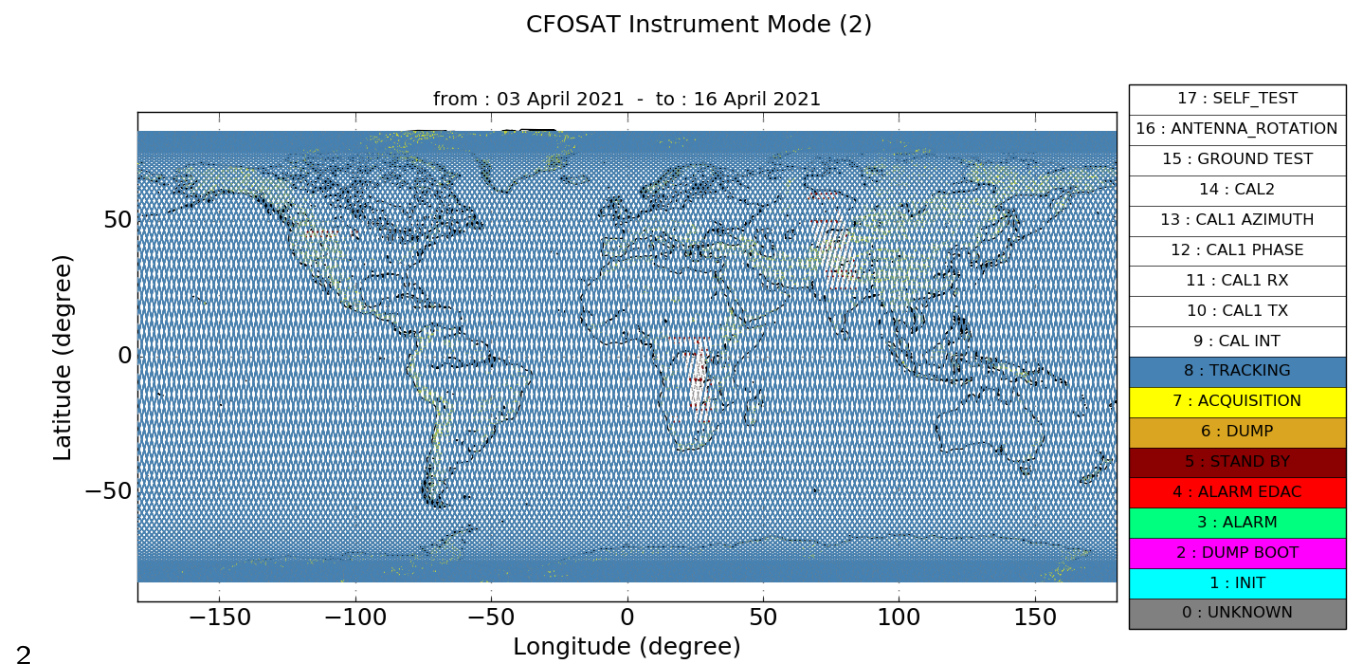 CFOSAT Instrument Mode (2)
from : 03 April 2021  -  to : 16 April 2021
17 : SELF_TEST
16 : ANTENNA_ROTATION
15 : GROUND TEST
14 : CAL2
13 : CAL1 AZIMUTH
12 : CAL1 PHASE
11 : CAL1 RX
10 : CAL1 TX
9 : CAL INT
8 : TRACKING
7 : ACQUISITION
6 : DUMP
5 : STAND BY
4 : ALARM EDAC
3 : ALARM
2 : DUMP BOOT
1 : INIT
0 : UNKNOWN
Latitude (degree)
50
0
−50
−150
−100
−50
0
50
100
150
Longitude (degree)
2